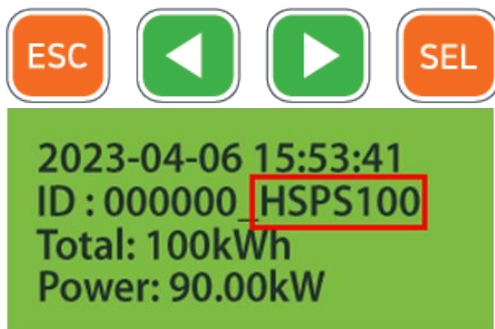 ESC SEL
2023-04-06 15:53:41
ID : 000000_HSPS100
Total: 100kWh
Power: 90.00kW